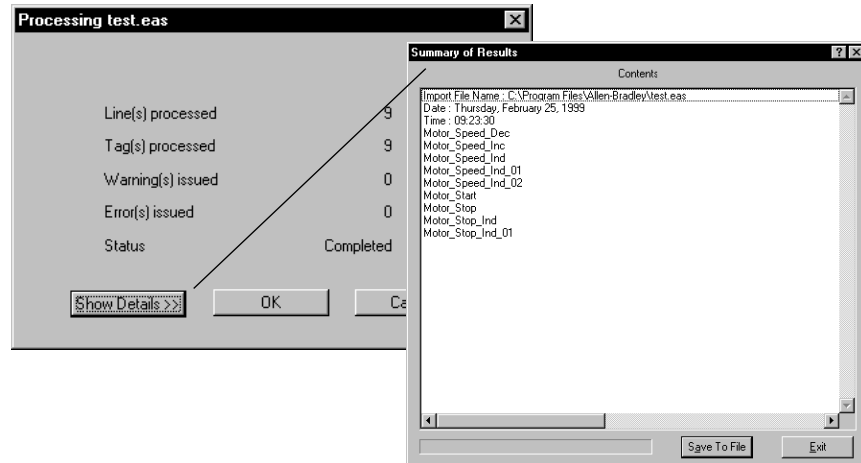 Processing test.eas
Line(s) processed 9
Tag(s) processed 9
Warning(s) issued 0
Error(s) issued 0
Status Completed
Show Details >>
OK
Summary of Results
Contents
Import File Name : C:\Program Files\Allen-Bradley\test.eas
Date : Thursday, February 25, 1999
Time : 09:23:30
Motor_Speed_Dec
Motor_Speed_Inc
Motor_Speed_Ind
Motor_Speed_Ind_01
Motor_Speed_Ind_02
Motor_Start
Motor_Stop
Motor_Stop_Ind
Motor_Stop_Ind_01
Save To File
Exit